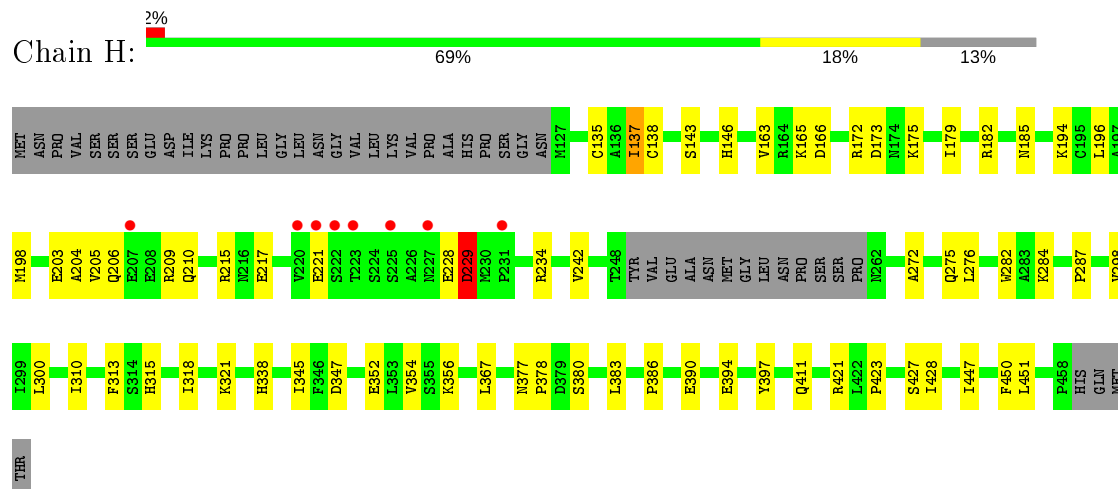 2%
Chain H:
69% 18% 13%
MET ASN PRO VAL SER SER SER GLU ASP ILE LYS PRO PRO LEU GLY LEU ASN GLY VAL LEU LYS VAL PRO ALA HIS PRO SER GLY ASN M127 C135 A136 I137 C138 S143 H146 V163 R164 K165 D166 R172 D173 N174 K175 I179 R182 N185 K194 C195 L196 A197
M198 E203 A204 V205 Q206 E207 E208 R209 Q210 R215 N216 E217 V220 E221 S222 T223 S224 S225 A226 N227 E228 D229 M230 P231 R234 V242 T248 TYR VAL GLU ALA ASN MET GLY LEU ASN PRO SER SER PRO N262 A272 Q275 L276 W282 A283 K284 P287
I299 L300 I310 F313 S314 H315 I318 K321 H338 I345 F346 D347 E352 L353 V354 S355 K356 L367 N377 P378 D379 S380 L383 P386 E390 E394 Y397 Q411 R421 L422 P423 S427 I428 I447 F450 L451 P458 HIS GLN MET
THR